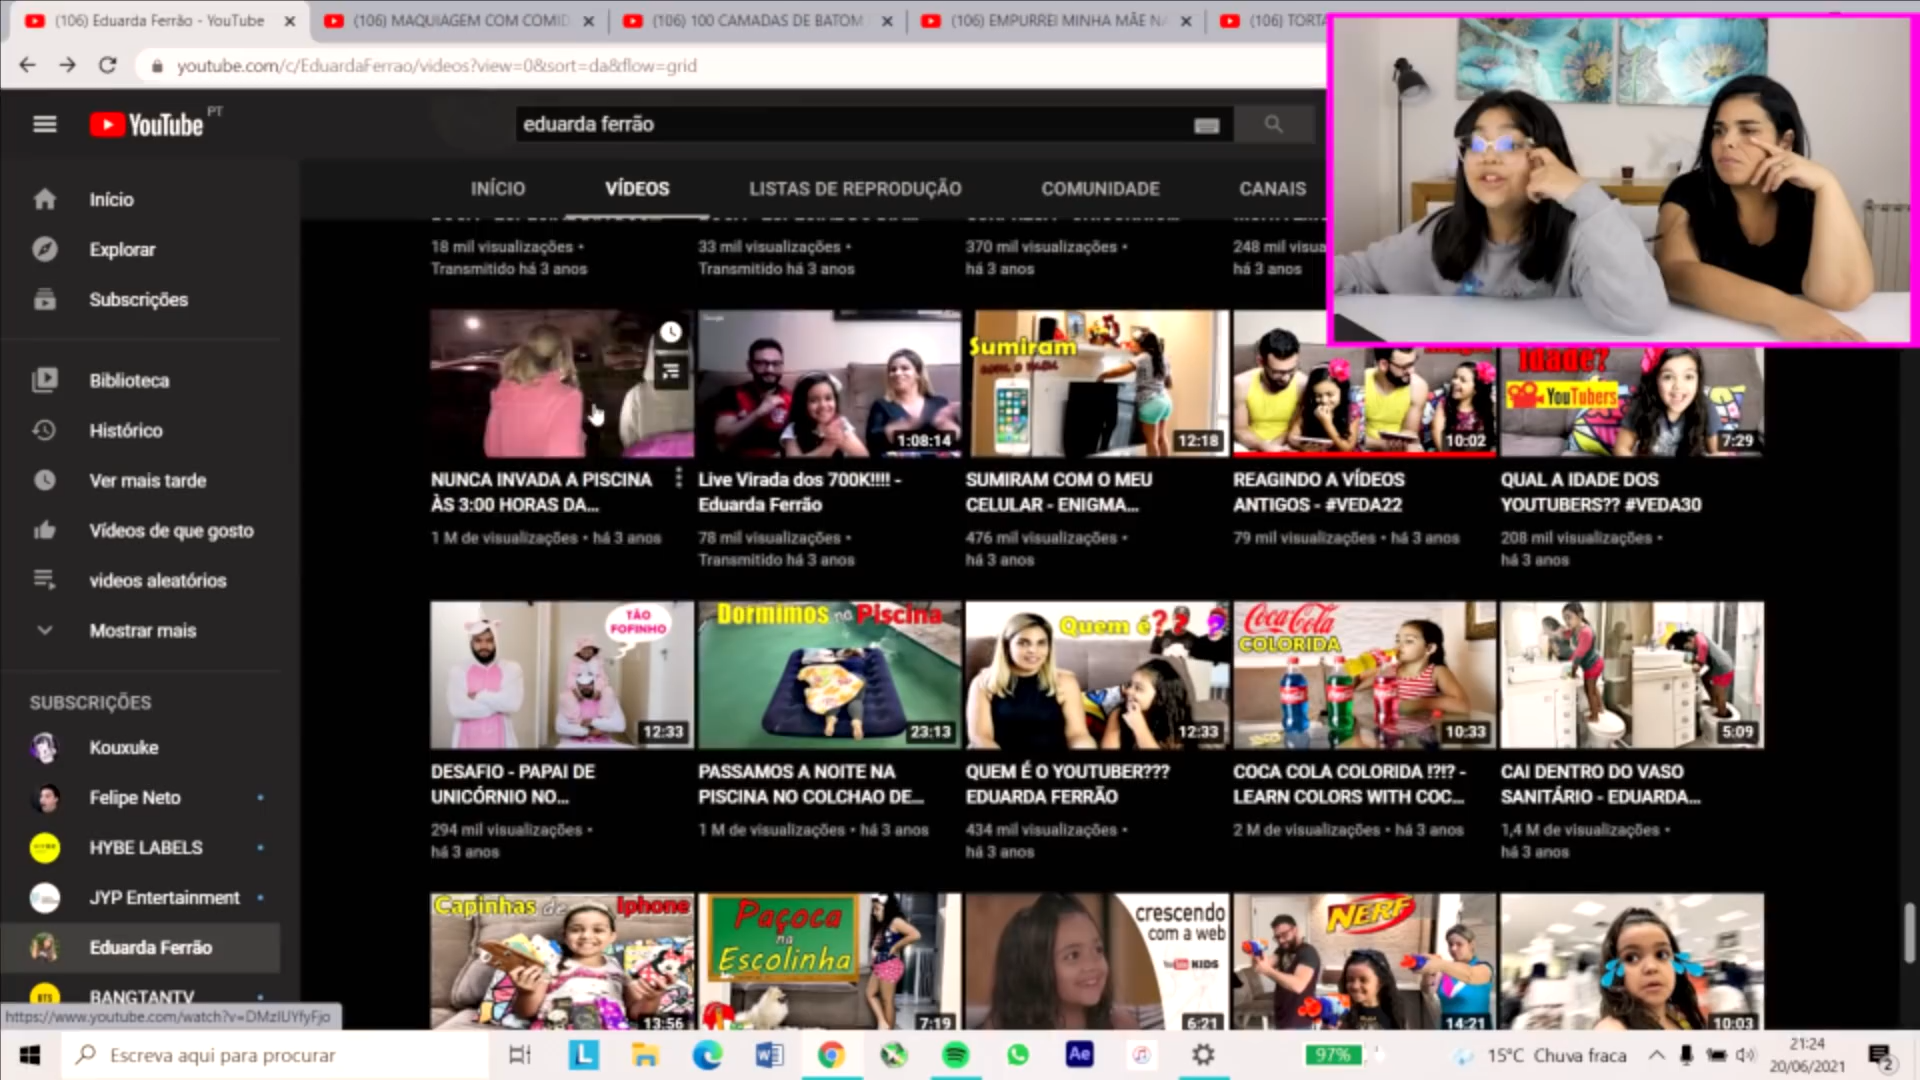 (106) Eduarda Ferrão - YouTube
(106) MAQUIAGEM COM COMID
(106) 100 CAMADAS DE BATOM
(106) EMPURREI MINHA MÃE NA
(106) TORTA
youtube.com/c/EduardaFerrao/videos?view=0&sort=da&flow=grid
YouTube PT
eduarda ferrão
INÍCIO
VÍDEOS
LISTAS DE REPRODUÇÃO
COMUNIDADE
CANAIS
Início
Explorar
Subscrições
Biblioteca
Histórico
Ver mais tarde
Vídeos de que gosto
videos aleatórios
Mostrar mais
SUBSCRIÇÕES
Kouxuke
Felipe Neto
HYBE LABELS
JYP Entertainment
Eduarda Ferrão
BTS
BANGTANTV
18 mil visualizações •
Transmitido há 3 anos
33 mil visualizações •
Transmitido há 3 anos
370 mil visualizações •
há 3 anos
248 mil visua
há 3 anos
Google
1:08:14
Sumiram
12:18
10:02
Idade?
YouTubers
7:29
NUNCA INVADA A PISCINA
ÀS 3:00 HORAS DA...
1 M de visualizações • há 3 anos
Live Virada dos 700K!!!! -
Eduarda Ferrão
78 mil visualizações •
Transmitido há 3 anos
SUMIRAM COM O MEU
CELULAR - ENIGMA...
476 mil visualizações •
há 3 anos
REAGINDO A VÍDEOS
ANTIGOS - #VEDA22
79 mil visualizações • há 3 anos
QUAL A IDADE DOS
YOUTUBERS?? #VEDA30
208 mil visualizações •
há 3 anos
TÃO
FOFINHO
12:33
Dormimos na Piscina
23:13
Quem é??
12:33
Coca-Cola
COLORIDA
10:33
5:09
DESAFIO - PAPAI DE
UNICÓRNIO NO...
294 mil visualizações •
há 3 anos
PASSAMOS A NOITE NA
PISCINA NO COLCHAO DE...
1 M de visualizações • há 3 anos
QUEM É O YOUTUBER???
EDUARDA FERRÃO
434 mil visualizações •
há 3 anos
COCA COLA COLORIDA !?!? -
LEARN COLORS WITH COC...
2 M de visualizações • há 3 anos
CAI DENTRO DO VASO
SANITÁRIO - EDUARDA...
1,4 M de visualizações •
há 3 anos
Capinhas de Iphone
13:56
Paçoca
na
Escolinha
7:19
crescendo
com a web
YouTube KIDS
6:21
NERF
14:21
10:03
https://www.youtube.com/watch?v=DMzIUYfyFjo
Escreva aqui para procurar
L
W
Ae
97%
15°C Chuva fraca
21:24
20/06/2021
2